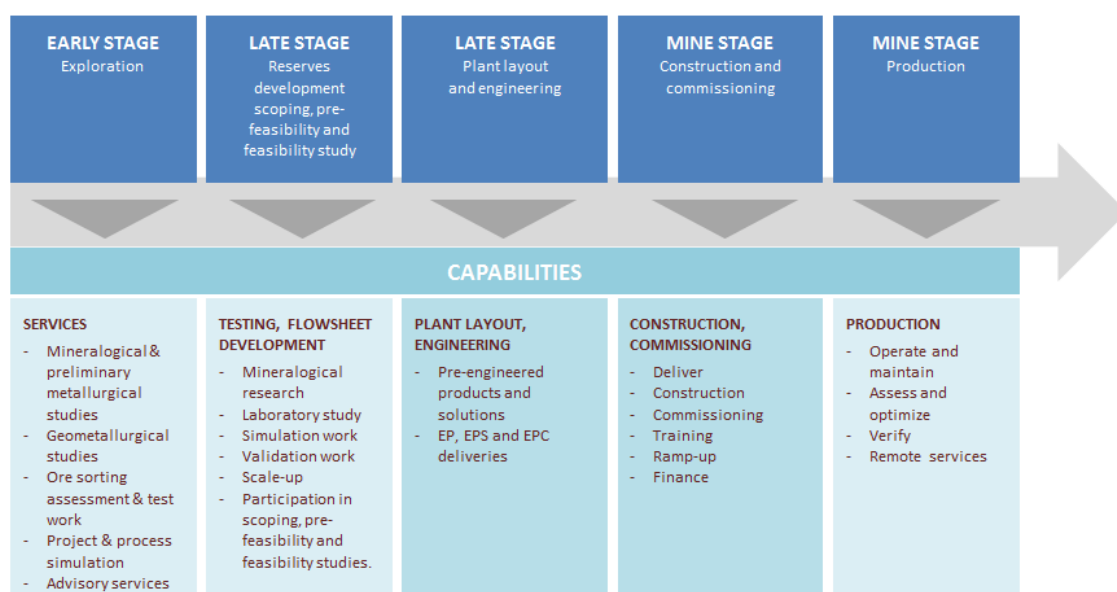 EARLY STAGE
Exploration
LATE STAGE
Reserves
development
scoping, pre-
feasibility and
feasibility study
LATE STAGE
Plant layout
and engineering
MINE STAGE
Construction and
commissioning
MINE STAGE
Production
CAPABILITIES
SERVICES
- Mineralogical &
preliminary
metallurgical
studies
- Geometallurgical
studies
- Ore sorting
assessment & test
work
- Project & process
simulation
- Advisory services
TESTING, FLOWSHEET
DEVELOPMENT
- Mineralogical
research
- Laboratory study
- Simulation work
- Validation work
- Scale-up
- Participation in
scoping, pre-
feasibility and
feasibility studies.
PLANT LAYOUT,
ENGINEERING
- Pre-engineered
products and
solutions
- EP, EPS and EPC
deliveries
CONSTRUCTION,
COMMISSIONING
- Deliver
- Construction
- Commissioning
- Training
- Ramp-up
- Finance
PRODUCTION
- Operate and
maintain
- Assess and
optimize
- Verify
- Remote services